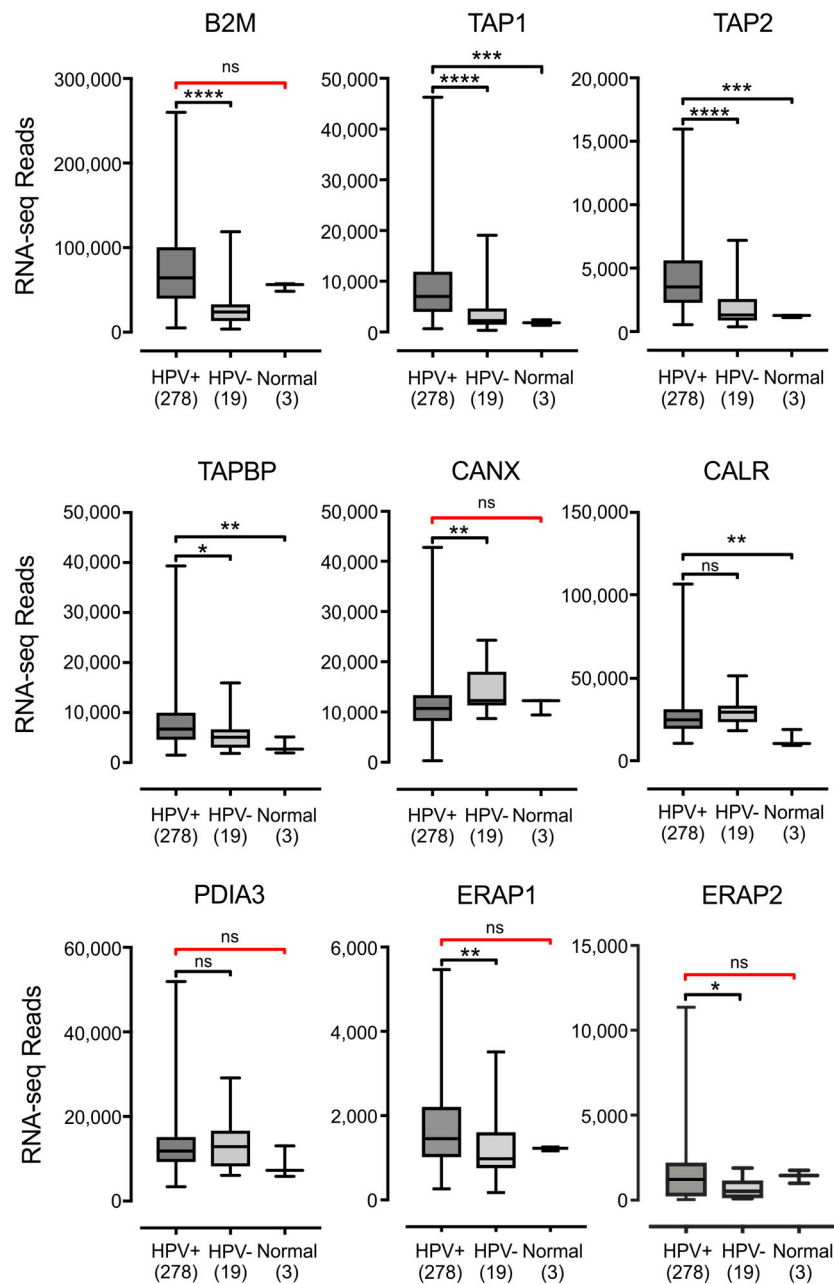 B2M
TAP1
TAP2
RNA-seq Reads
300,000
200,000
100,000
0
ns
****
HPV+ HPV- Normal
(278) (19) (3)
50,000
40,000
30,000
20,000
10,000
0
***
****
HPV+ HPV- Normal
(278) (19) (3)
20,000
15,000
10,000
5,000
0
***
****
HPV+ HPV- Normal
(278) (19) (3)
TAPBP
CANX
CALR
RNA-seq Reads
50,000
40,000
30,000
20,000
10,000
0
**
*
HPV+ HPV- Normal
(278) (19) (3)
50,000
40,000
30,000
20,000
10,000
0
ns
**
HPV+ HPV- Normal
(278) (19) (3)
150,000
100,000
50,000
0
**
ns
HPV+ HPV- Normal
(278) (19) (3)
PDIA3
ERAP1
ERAP2
RNA-seq Reads
60,000
40,000
20,000
0
ns
ns
HPV+ HPV- Normal
(278) (19) (3)
6,000
4,000
2,000
0
ns
**
HPV+ HPV- Normal
(278) (19) (3)
15,000
10,000
5,000
0
ns
*
HPV+ HPV- Normal
(278) (19) (3)